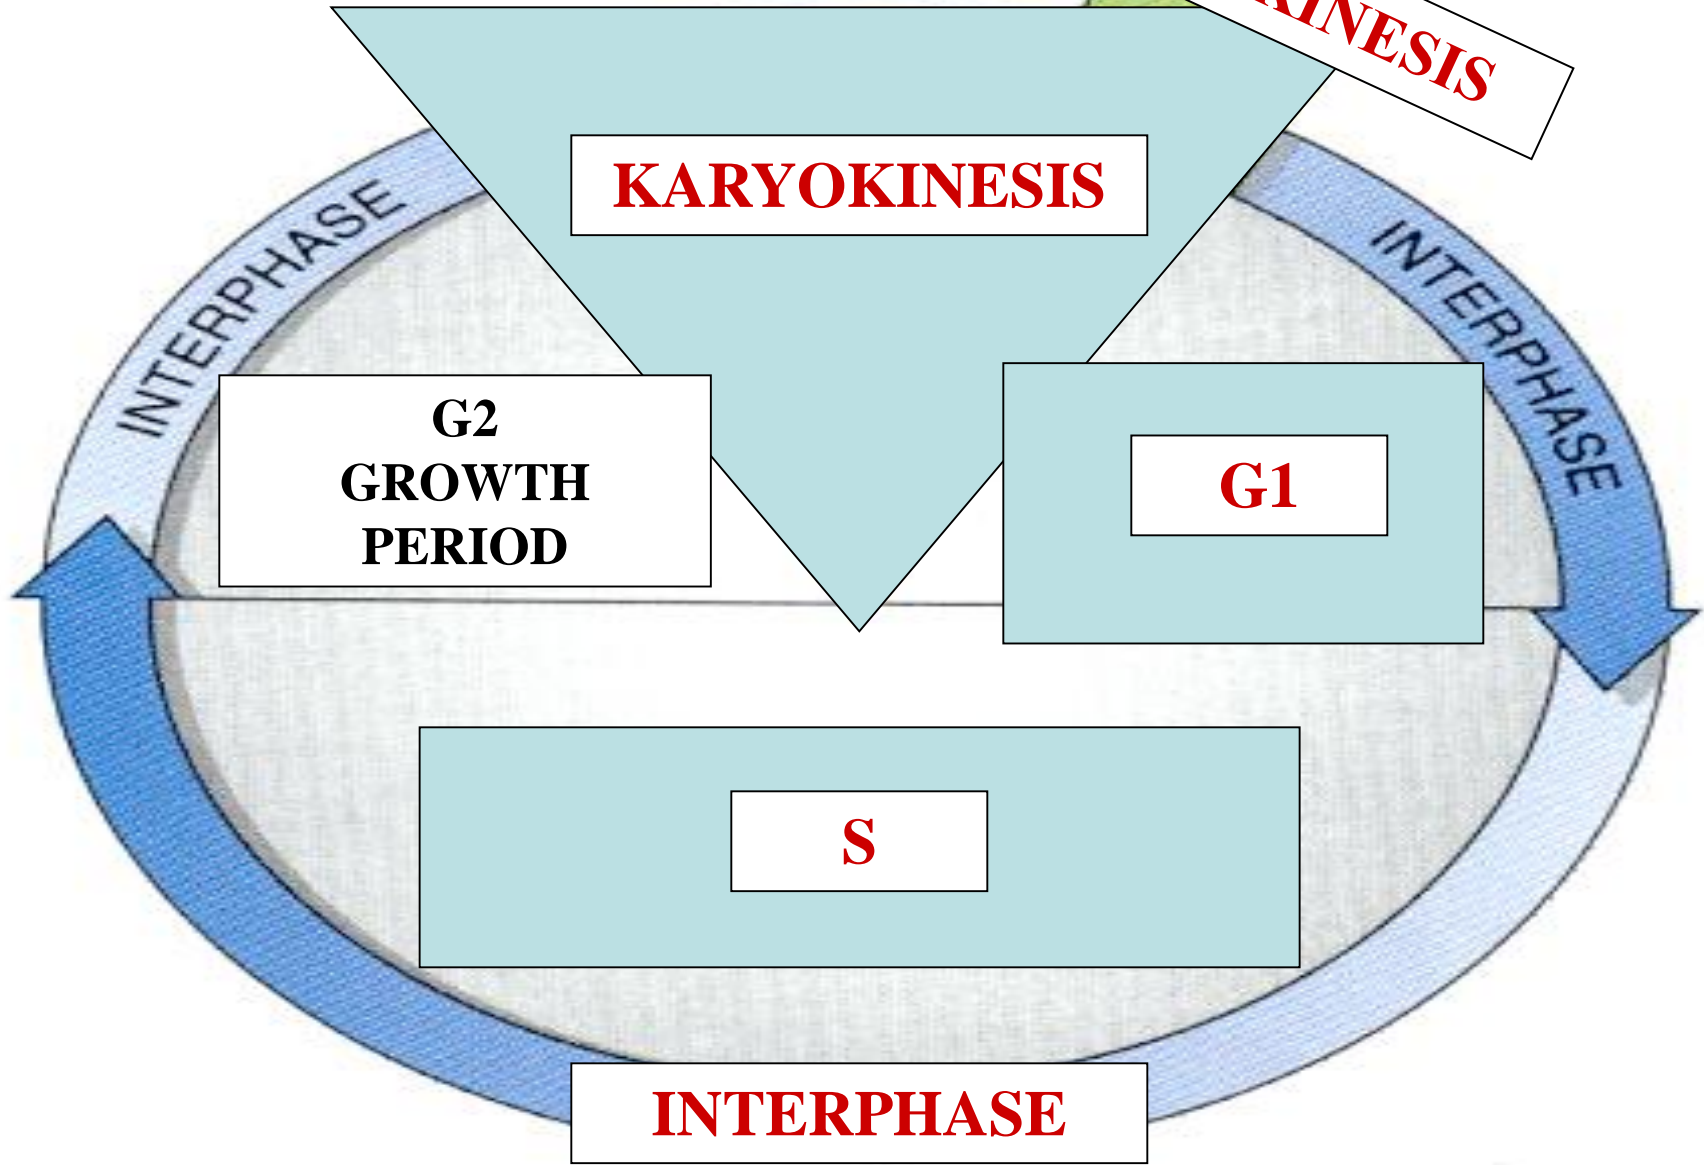 KINESIS
KARYOKINESIS
INTERPHASE
INTERPHASE
G2
GROWTH
PERIOD
G1
S
INTERPHASE